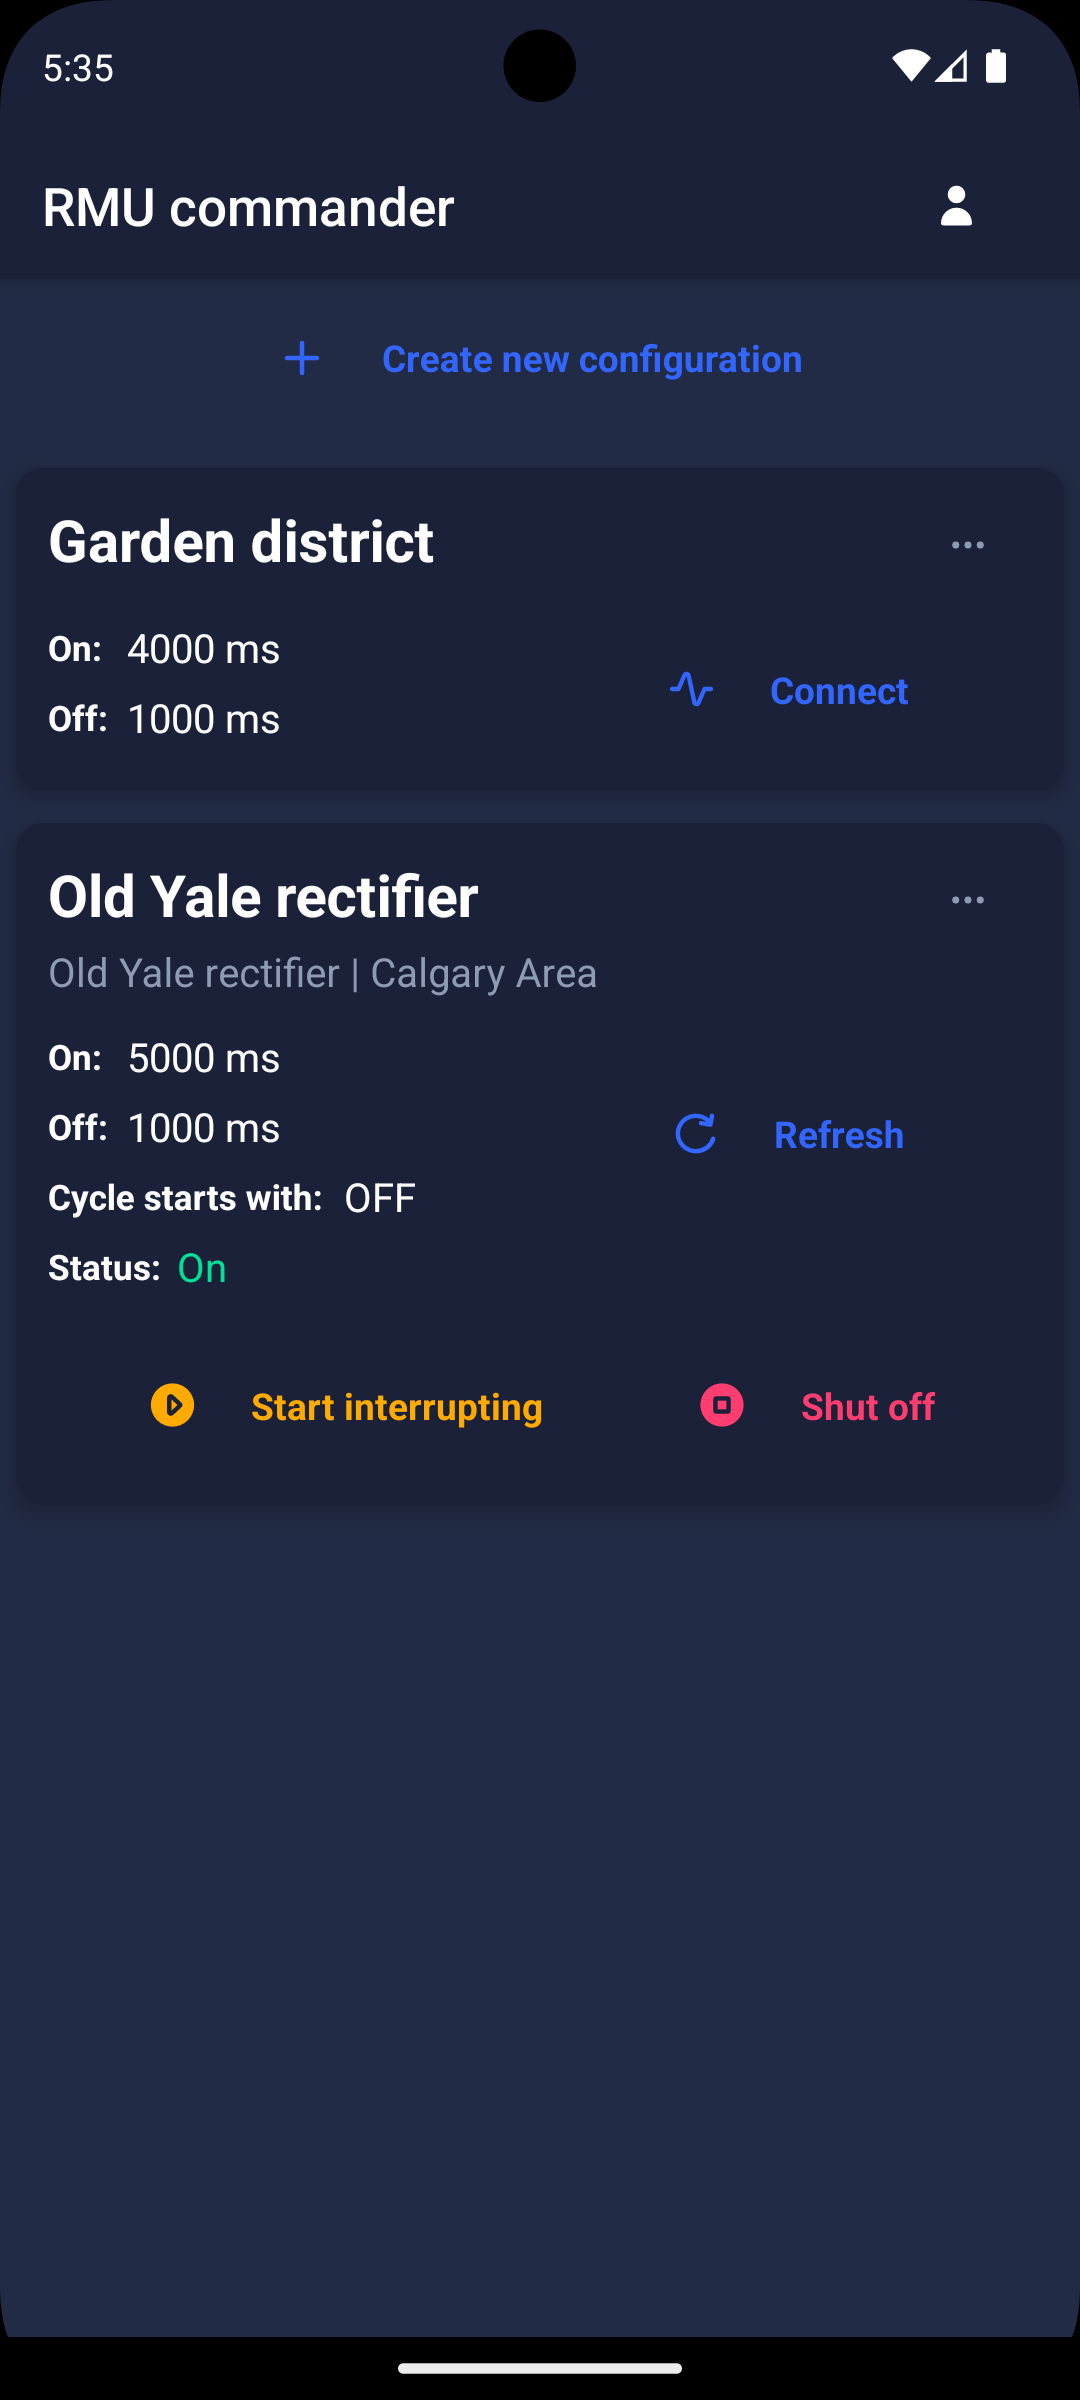 5:35
RMU commander
Create new configuration
Garden district
On: 4000 ms
Off: 1000 ms
Connect
Old Yale rectifier
Old Yale rectifier | Calgary Area
On: 5000 ms
Off: 1000 ms
Refresh
Cycle starts with: OFF
Status: On
Start interrupting
Shut off